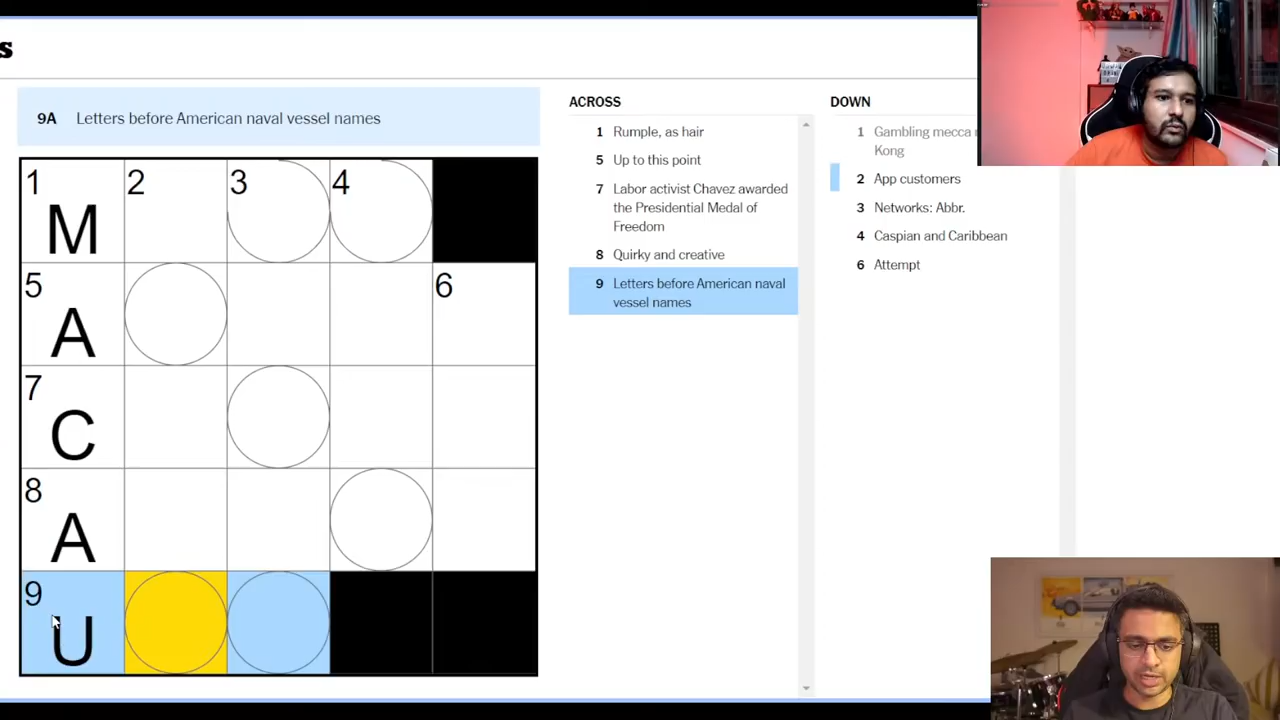 s
9A Letters before American naval vessel names
1 2 3 4
M
5 6
A
7
C
8
A
9
U
ACROSS
1 Rumple, as hair
5 Up to this point
7 Labor activist Chavez awarded
the Presidential Medal of
Freedom
8 Quirky and creative
9 Letters before American naval
vessel names
DOWN
1 Gambling mecca
Kong
2 App customers
3 Networks: Abbr.
4 Caspian and Caribbean
6 Attempt